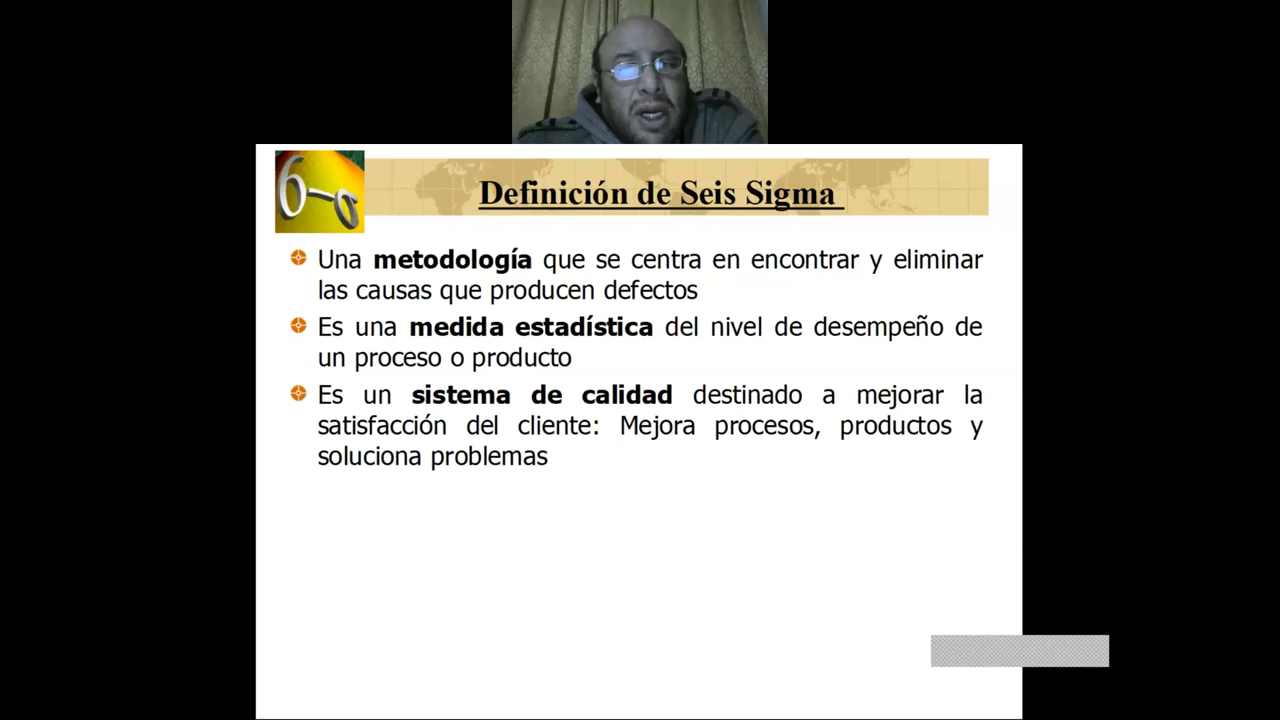 6-σ
Definición de Seis Sigma
Una metodología que se centra en encontrar y eliminar
las causas que producen defectos
Es una medida estadística del nivel de desempeño de
un proceso o producto
Es un sistema de calidad destinado a mejorar la
satisfacción del cliente: Mejora procesos, productos y
soluciona problemas